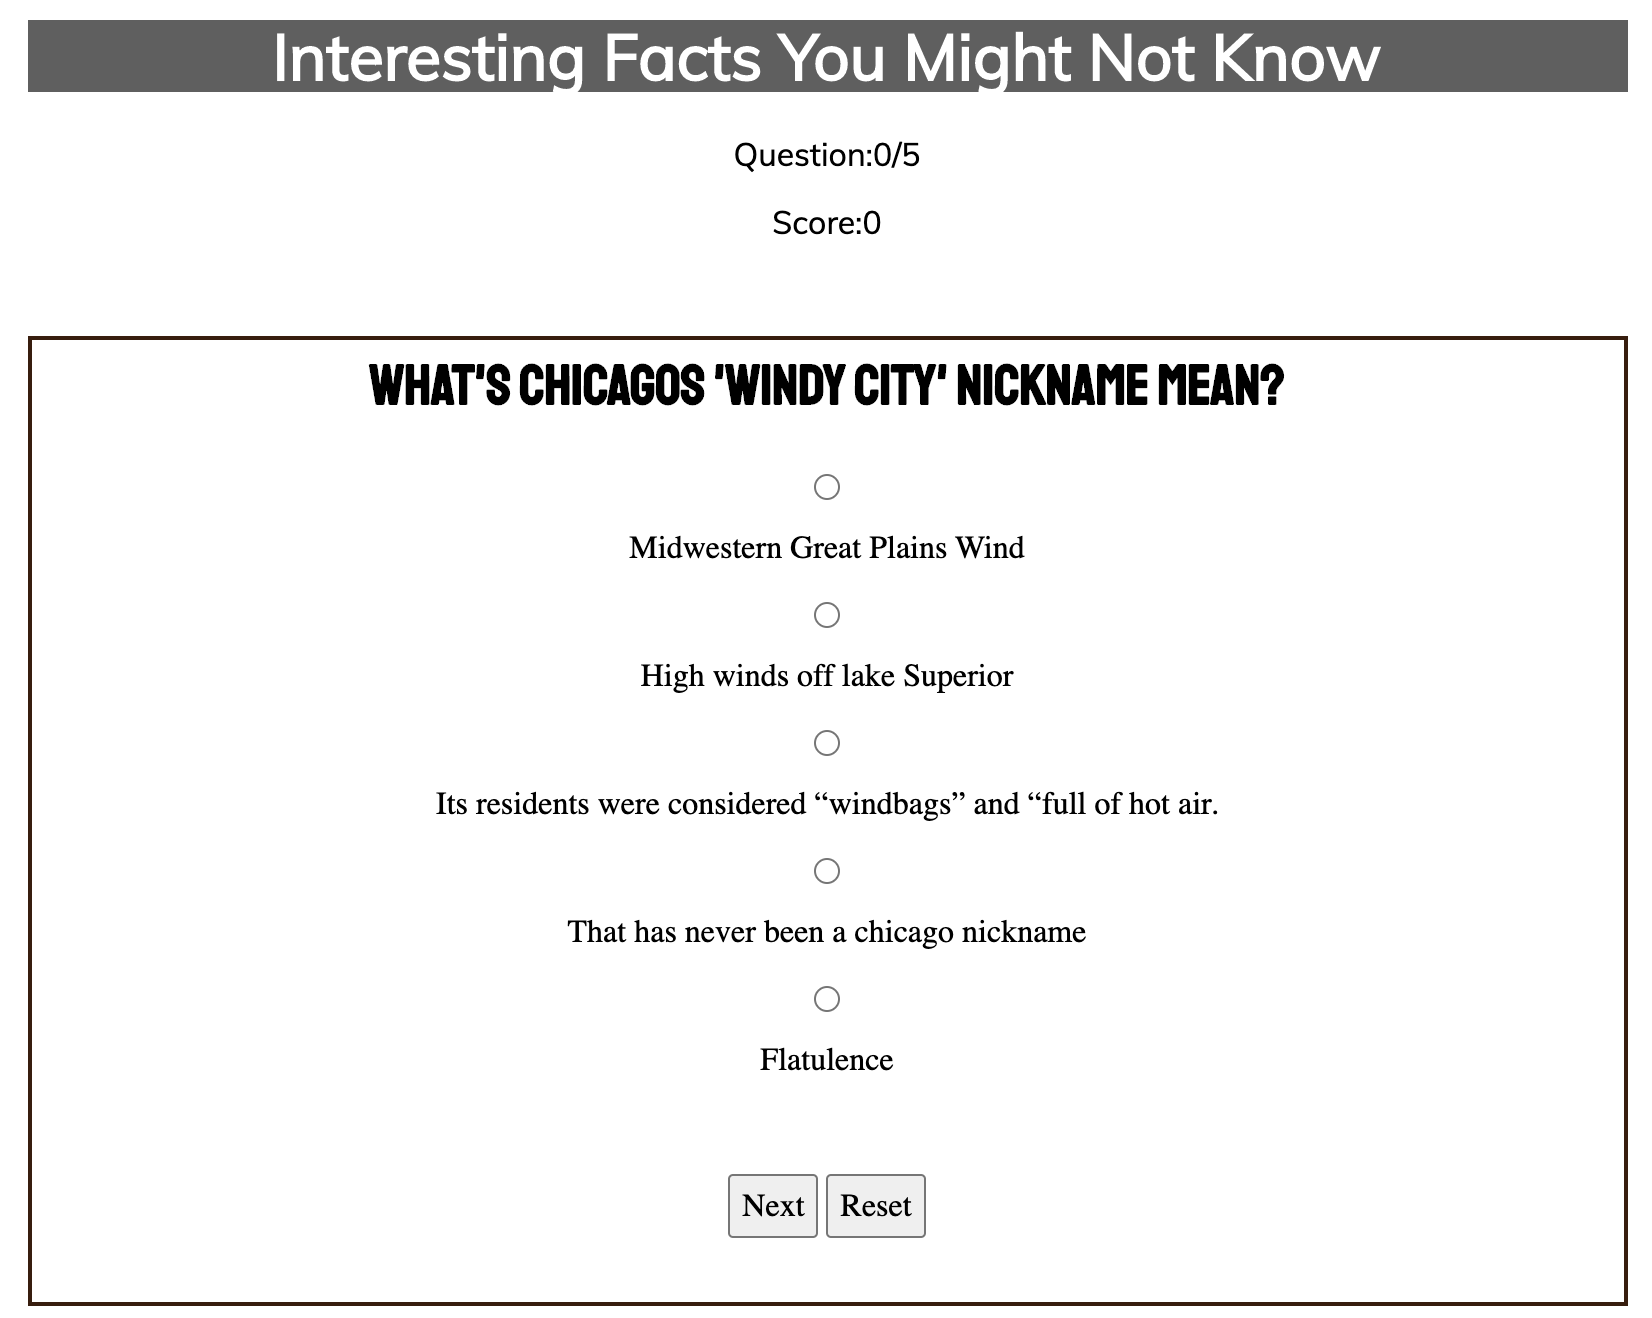 Interesting Facts You Might Not Know
Question:0/5
Score:0
WHAT'S CHICAGOS 'WINDY CITY' NICKNAME MEAN?
Midwestern Great Plains Wind
High winds off lake Superior
Its residents were considered “windbags” and “full of hot air.
That has never been a chicago nickname
Flatulence
Next Reset